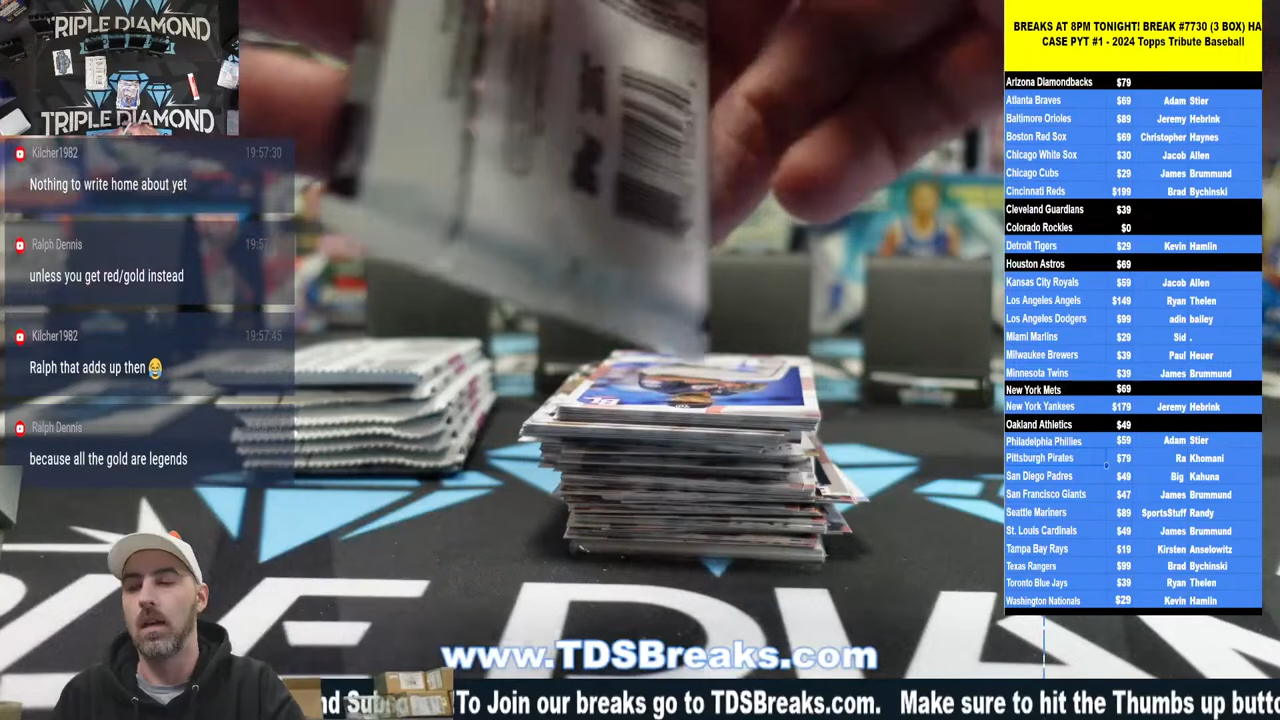 TRIPLE DIAMOND
TRIPLE DIAMOND
Kilcher1982 19:57:30
Nothing to write home about yet
Ralph Dennis
unless you get red/gold instead
Kilcher1982 19:57:45
Ralph that adds up then 😂
Ralph Dennis
because all the gold are legends
BREAKS AT 8PM TONIGHT! BREAK #7730 (3 BOX) HA
CASE PYT #1 - 2024 Topps Tribute Baseball
Arizona Diamondbacks $79
Atlanta Braves $69 Adam Stier
Baltimore Orioles $89 Jeremy Hebrink
Boston Red Sox $69 Christopher Haynes
Chicago White Sox $30 Jacob Allen
Chicago Cubs $29 James Brummund
Cincinnati Reds $199 Brad Bychinski
Cleveland Guardians $39
Colorado Rockies $0
Detroit Tigers $29 Kevin Hamlin
Houston Astros $69
Kansas City Royals $59 Jacob Allen
Los Angeles Angels $149 Ryan Thelen
Los Angeles Dodgers $99 adin bailey
Miami Marlins $29 Sid .
Milwaukee Brewers $39 Paul Heuer
Minnesota Twins $39 James Brummund
New York Mets $69
New York Yankees $179 Jeremy Hebrink
Oakland Athletics $49
Philadelphia Phillies $59 Adam Stier
Pittsburgh Pirates $79 Ra Khomani
San Diego Padres $49 Big Kahuna
San Francisco Giants $47 James Brummund
Seattle Mariners $89 SportsStuff Randy
St. Louis Cardinals $49 James Brummund
Tampa Bay Rays $19 Kirsten Anselowitz
Texas Rangers $99 Brad Bychinski
Toronto Blue Jays $39 Ryan Thelen
Washington Nationals $29 Kevin Hamlin
www.TDSBreaks.com
nd Subs To Join our breaks go to TDSBreaks.com. Make sure to hit the Thumbs up butto